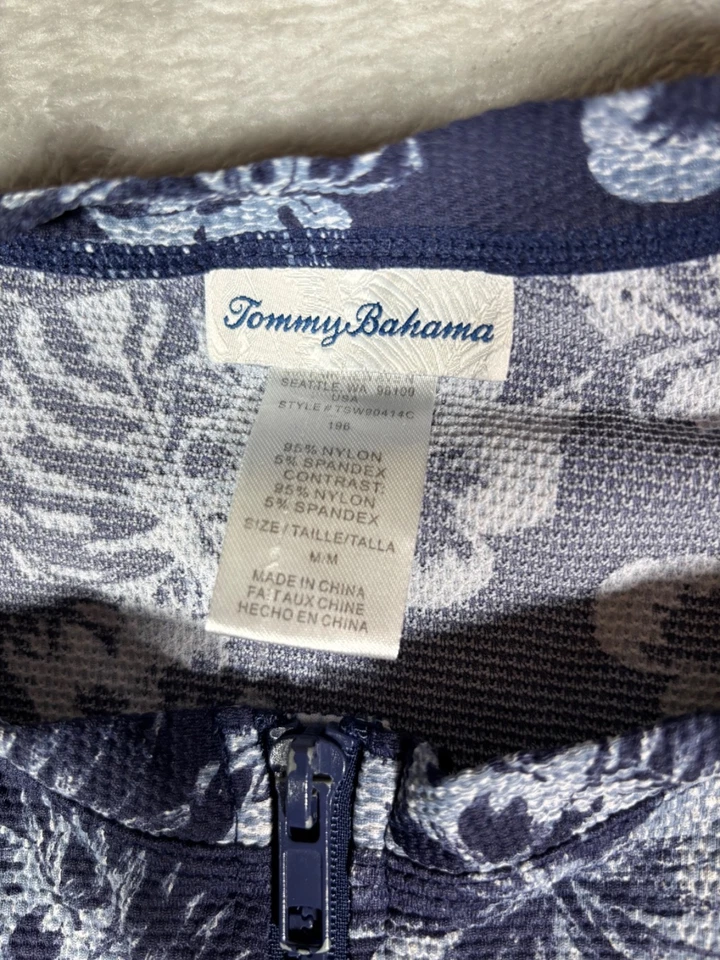 Tommy Bahama
SEATTLE, WA 98109
USA
STYLE # TSW90414C
196
95% NYLON
5% SPANDEX
CONTRAST:
95% NYLON
5% SPANDEX
SIZE/TAILLE/TALLA
M/M
MADE IN CHINA
FAIT AUX CHINE
HECHO EN CHINA